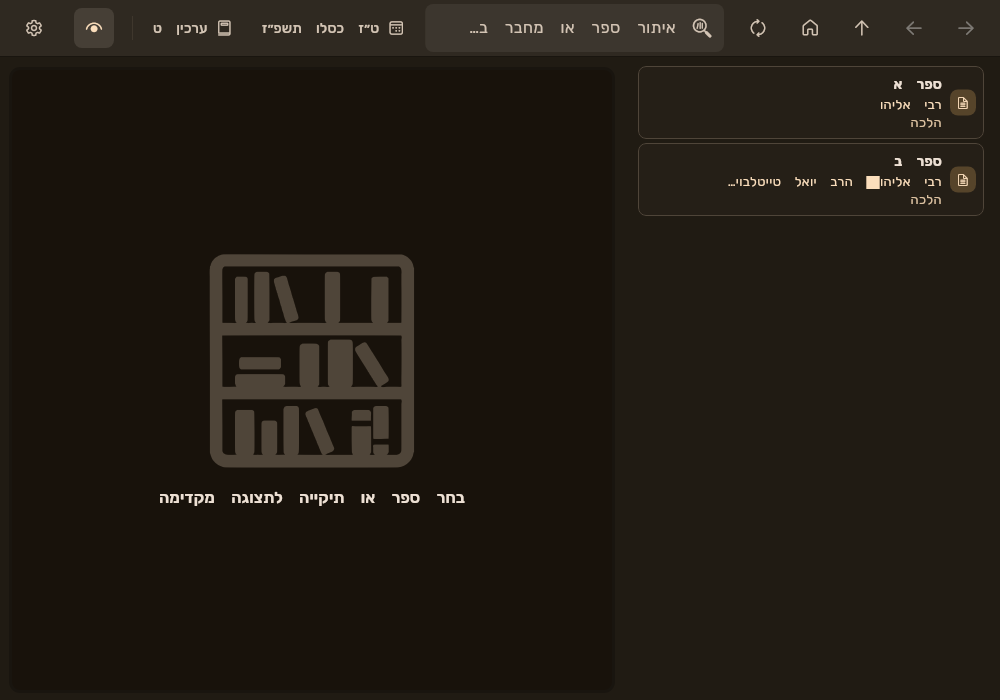 איתור ספר או מחבר ב...
ט״ז כסלו תשפ״ז
ערכין ט
ספר א
רבי אליהו
הלכה
ספר ב
רבי אליהו הרב יואל טייטלבוי...
הלכה
בחר ספר או תיקייה לתצוגה מקדימה